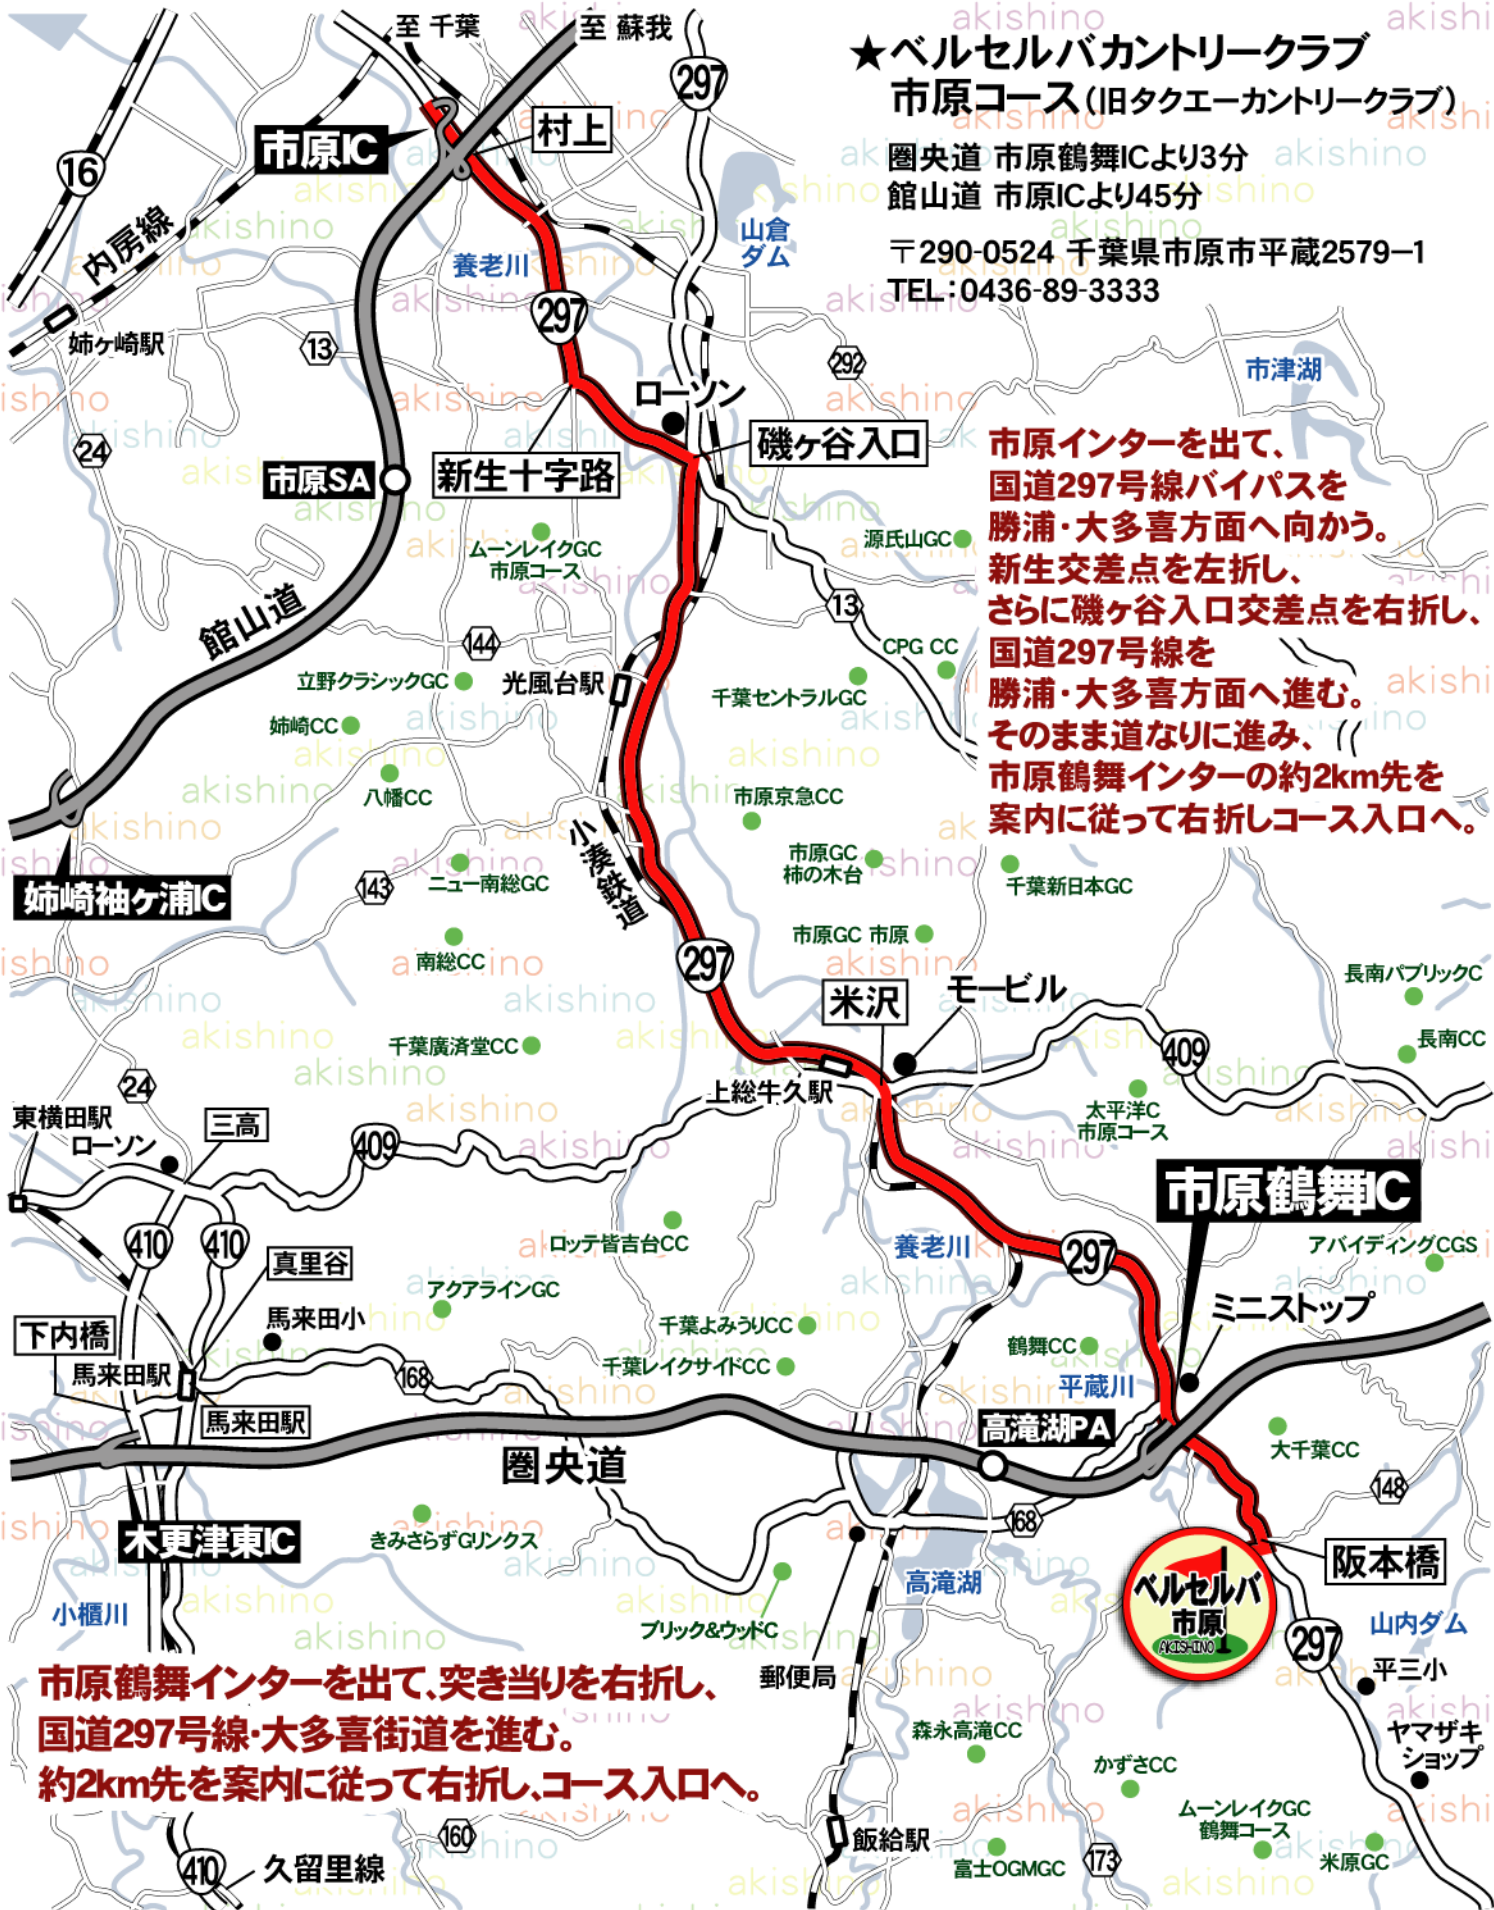 ★ベルセルバカントリークラブ
市原コース(旧タクエーカントリークラブ)
圏央道 市原鶴舞ICより3分
館山道 市原ICより45分
〒290-0524 千葉県市原市平蔵2579−1
TEL:0436-89-3333
至 千葉
至 蘇我
297
市原IC
村上
16
内房線
養老川
山倉
ダム
297
姉ヶ崎駅
13
292
市津湖
ローソン
24
市原SA
新生十字路
磯ヶ谷入口
市原インターを出て、
国道297号線バイパスを
勝浦・大多喜方面へ向かう。
新生交差点を左折し、
さらに磯ヶ谷入口交差点を右折し、
国道297号線を
勝浦・大多喜方面へ進む。
そのまま道なりに進み、
市原鶴舞インターの約2km先を
案内に従って右折しコース入口へ。
ムーンレイクGC
市原コース
源氏山GC
館山道
144
13
CPG CC
立野クラシックGC
光風台駅
千葉セントラルGC
姉崎CC
八幡CC
市原京急CC
小湊鉄道
市原GC
柿の木台
千葉新日本GC
姉崎袖ヶ浦IC
143
ニュー南総GC
南総CC
市原GC 市原
297
米沢
モービル
長南パブリックC
長南CC
千葉廣済堂CC
409
24
上総牛久駅
太平洋C
市原コース
東横田駅
ローソン
三高
409
市原鶴舞IC
410
410
真里谷
ロッテ皆吉台CC
養老川
297
アバイディングCGS
アクアラインGC
馬来田小
ミニストップ
下内橋
千葉よみうりCC
鶴舞CC
馬来田駅
168
千葉レイクサイドCC
平蔵川
馬来田駅
高滝湖PA
大千葉CC
圏央道
148
168
木更津東IC
きみさらずGリンクス
阪本橋
小櫃川
高滝湖
ベルセルバ
市原
AKISHINO
山内ダム
297
ブリック&ウッドC
郵便局
平三小
市原鶴舞インターを出て、突き当りを右折し、
国道297号線・大多喜街道を進む。
約2km先を案内に従って右折し、コース入口へ。
森永高滝CC
かずさCC
ヤマザキ
ショップ
ムーンレイクGC
鶴舞コース
160
飯給駅
富士OGMGC
173
米原GC
410
久留里線